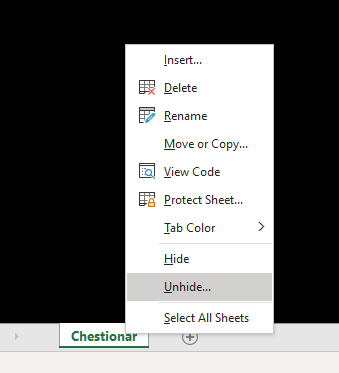 Insert...
Delete
Rename
Move or Copy...
View Code
Protect Sheet...
Tab Color
Hide
Unhide...
Select All Sheets
Chestionar